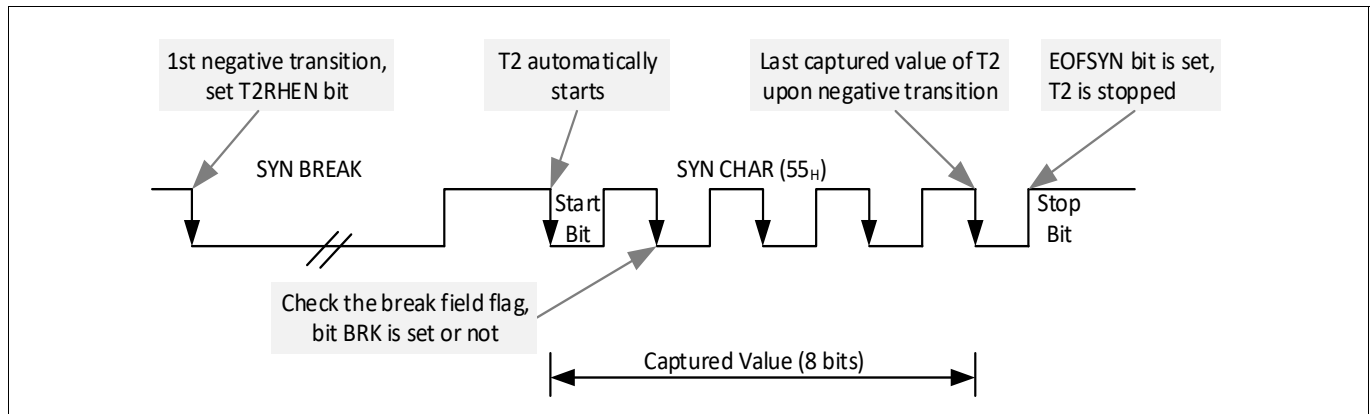 1st negative transition,
set T2RHEN bit
T2 automatically
starts
Last captured value of T2
upon negative transition
EOFSYN bit is set,
T2 is stopped
SYN BREAK
SYN CHAR (55H)
Start
Bit
Stop
Bit
Check the break field flag,
bit BRK is set or not
Captured Value (8 bits)